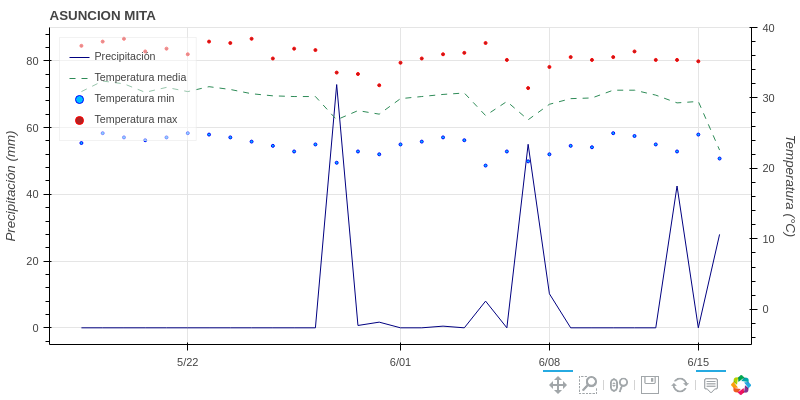 ASUNCION MITA
Precipitación
Temperatura media
Temperatura min
Temperatura max
Precipitación (mm)
80
60
40
20
0
40
30
20
10
0
Temperatura (°C)
5/22
6/01
6/08
6/15